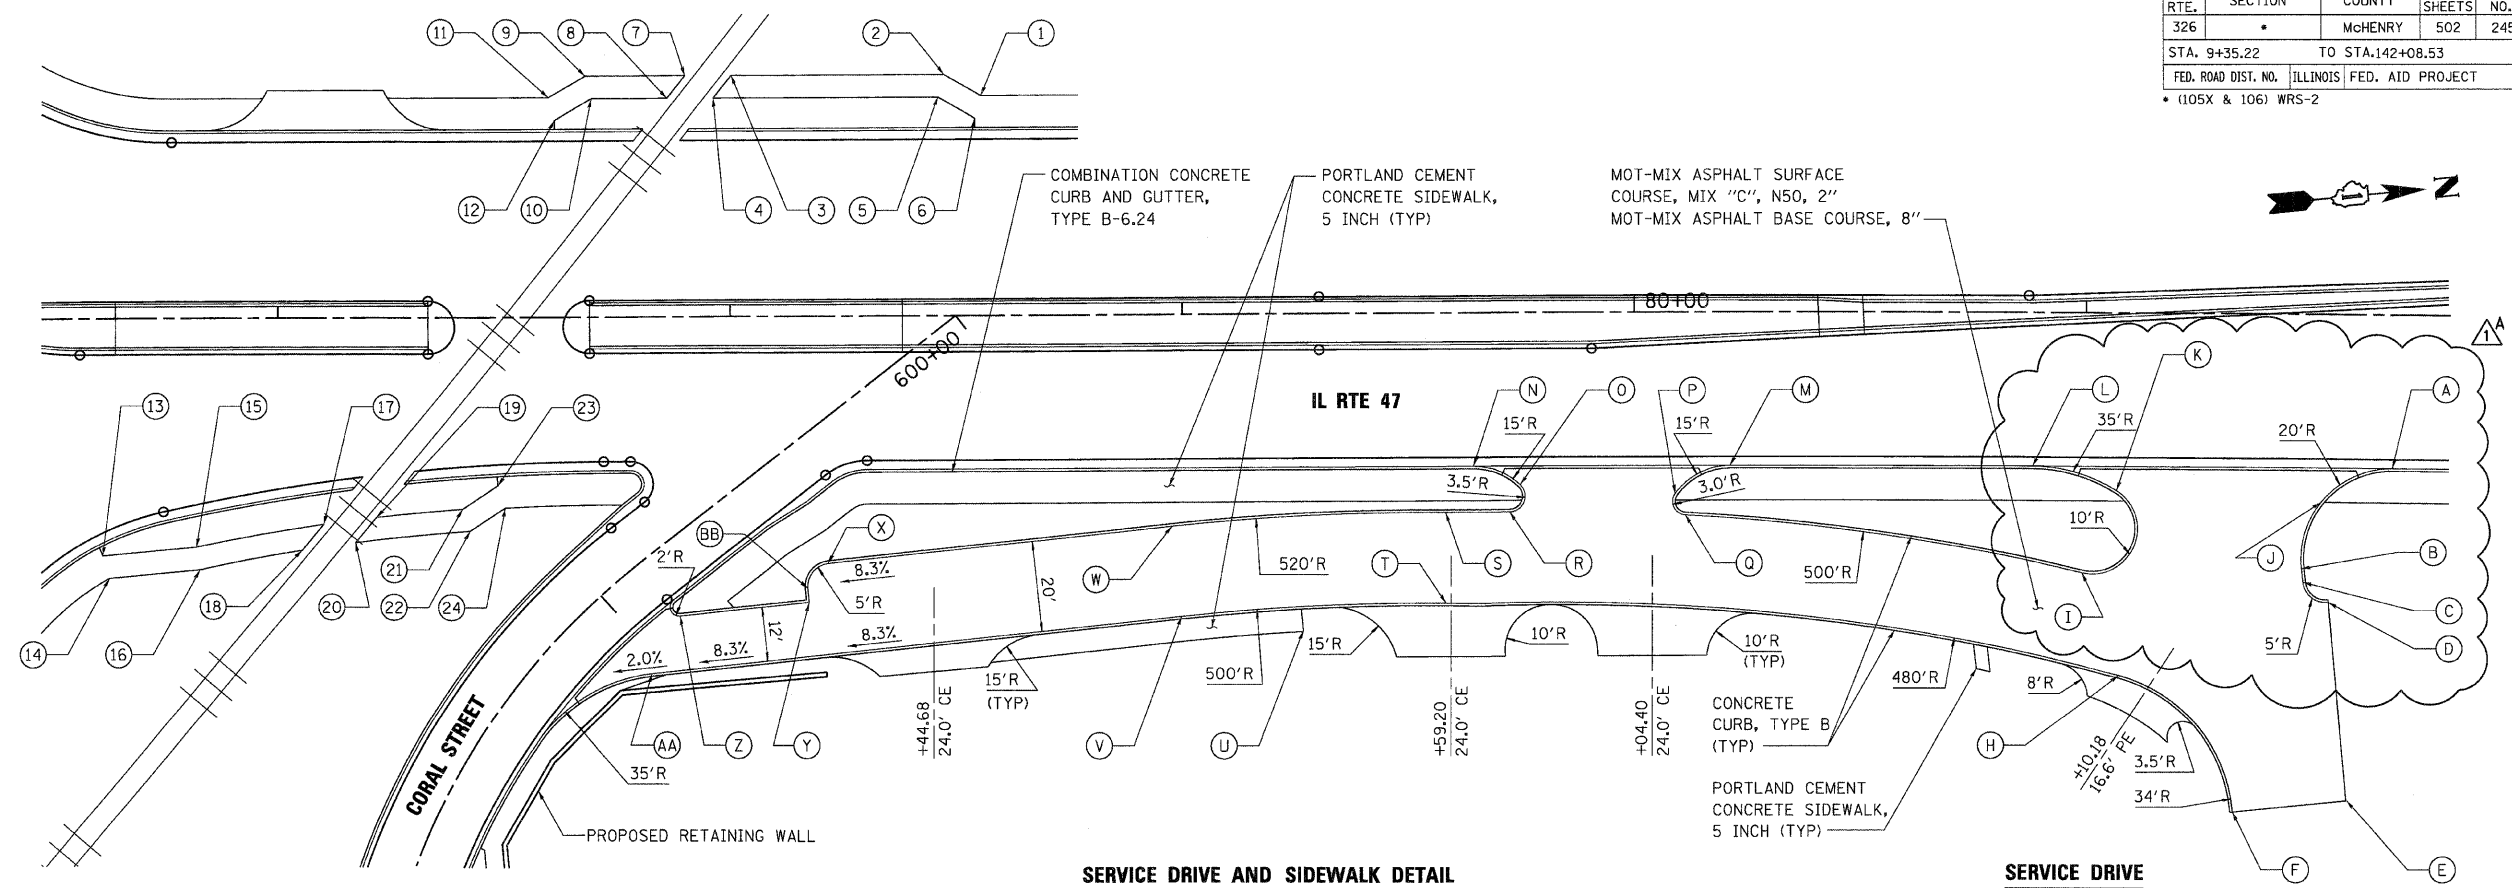 RTE. SECTION COUNTY SHEETS NO.
326 * McHENRY 502 245
STA. 9+35.22 TO STA.142+08.53
FED. ROAD DIST. NO. ILLINOIS FED. AID PROJECT
* (105X & 106) WRS-2
11 9 8 7 2 1
12 10 4 3 5 6
COMBINATION CONCRETE
CURB AND GUTTER,
TYPE B-6.24
PORTLAND CEMENT
CONCRETE SIDEWALK,
5 INCH (TYP)
MOT-MIX ASPHALT SURFACE
COURSE, MIX "C", N50, 2"
MOT-MIX ASPHALT BASE COURSE, 8"
N
80+00
600+00
1 A
IL RTE 47
13 15 17 19 23
N O P M K L A
15'R 15'R 35'R 20'R
3.5'R 3.0'R 10'R
BB X
2'R 8.3% 5'R
W 520'R T S R Q 500'R
J B C D I 5'R
14 16 18 20 21 22 24
20' 12'
2.0% 8.3% 8.3%
15'R
(TYP)
500'R 15'R 10'R
10'R
(TYP)
480'R 8'R
AA Z Y V U H
35'R
+44.68
24.0' CE
+59.20
24.0' CE
+04.40
24.0' CE
+10.18
16.6' PE
3.5'R
34'R
CONCRETE
CURB, TYPE B
(TYP)
PORTLAND CEMENT
CONCRETE SIDEWALK,
5 INCH (TYP)
CORAL STREET
PROPOSED RETAINING WALL
F E
SERVICE DRIVE AND SIDEWALK DETAIL
SERVICE DRIVE